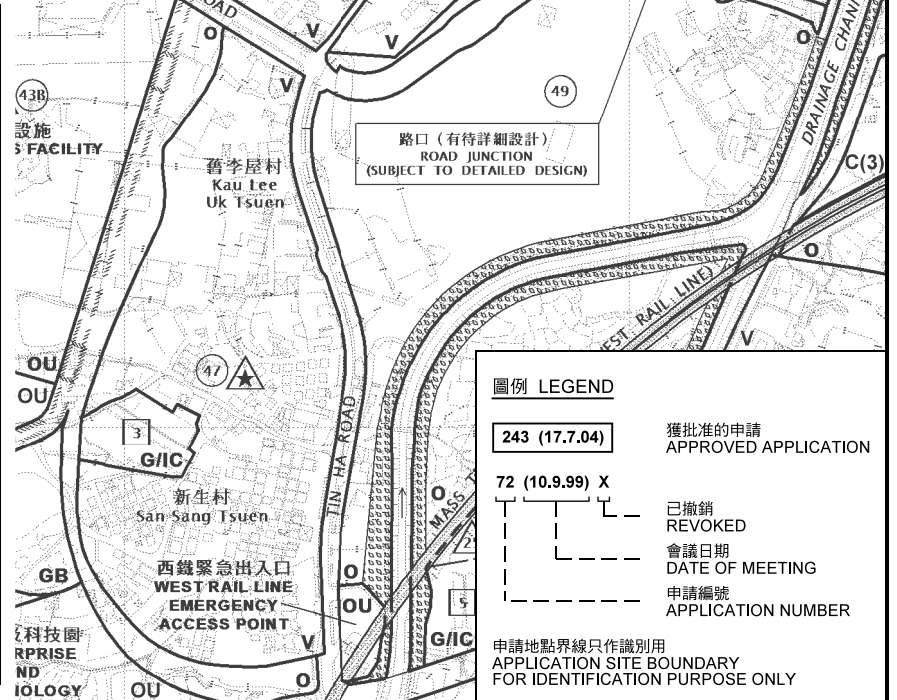 OAD
O
V
V
O
DRAINAGE CHAN
V
43B
49
設施
S FACILITY
路口（有待詳細設計）
ROAD JUNCTION
(SUBJECT TO DETAILED DESIGN)
C(3)
舊李屋村
Kau Lee
Uk Tsuen
O
EST RAIL LINE)
V
OU
OU
47
3
G/IC
TIN HA ROAD
新生村
San Sang Tsuen
O
MASS T
西鐵緊急出入口
WEST RAIL LINE
EMERGENCY
ACCESS POINT
O
OU
GB
5
G/IC
V
及科技園
RPRISE
ND
NOLOGY
OU
O
圖例 LEGEND
243 (17.7.04)
獲批准的申請
APPROVED APPLICATION
72 (10.9.99) X
已撤銷
REVOKED
會議日期
DATE OF MEETING
申請編號
APPLICATION NUMBER
申請地點界線只作識別用
APPLICATION SITE BOUNDARY
FOR IDENTIFICATION PURPOSE ONLY